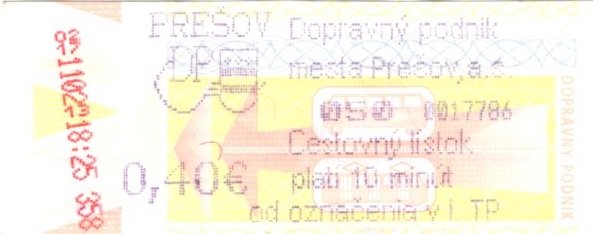 PREŠOV
DP
0,40€
Dopravný podnik
mesta Prešov,a.s
050 0017786
Cestovný lístok
platí 10 minút
od označenia v I.TP
18:25 358
DOPRAVNÝ PODNIK